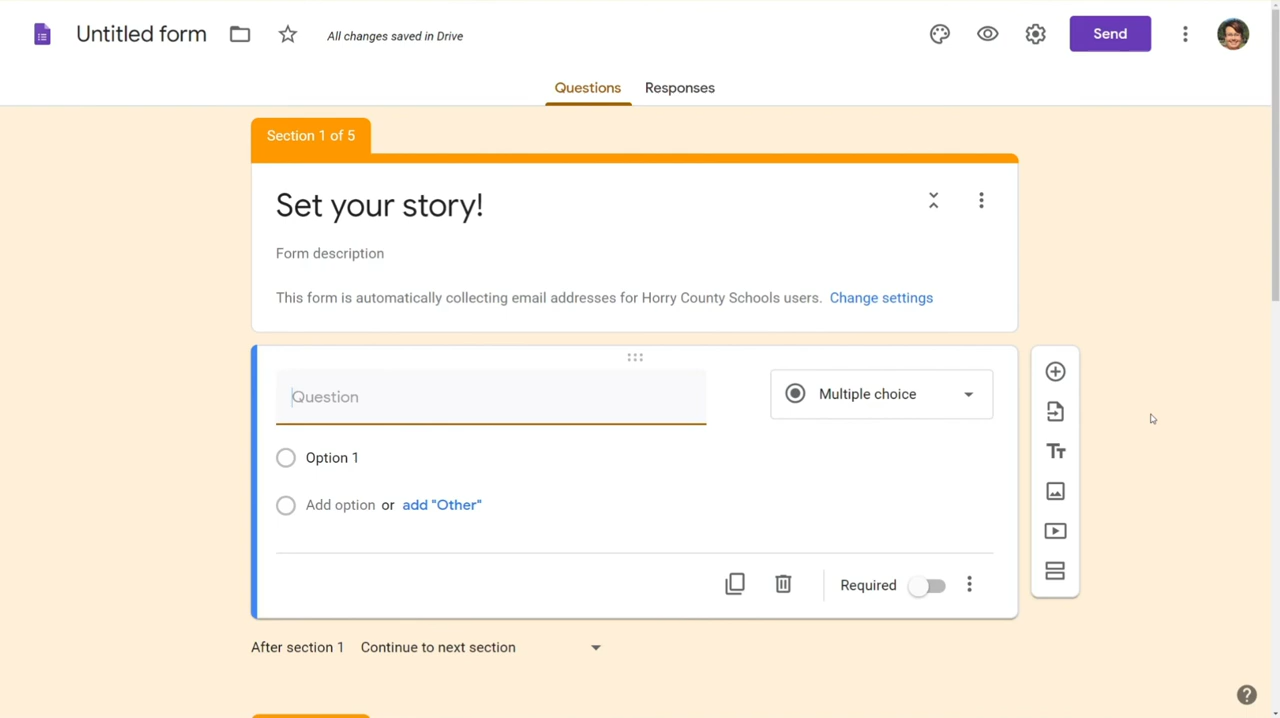 Untitled form
All changes saved in Drive
Send
Questions
Responses
Section 1 of 5
Set your story!
Form description
This form is automatically collecting email addresses for Horry County Schools users. Change settings
Question
Multiple choice
Option 1
Add option or add "Other"
Required
After section 1 Continue to next section